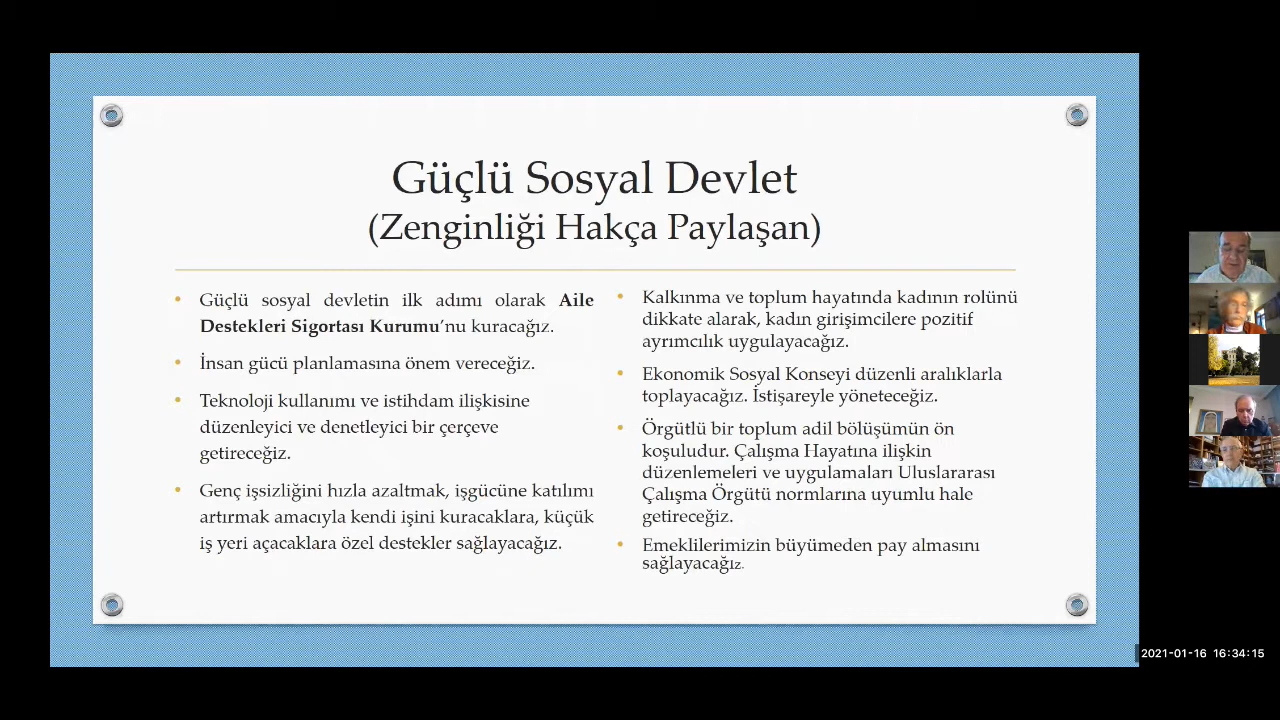 Güçlü Sosyal Devlet
(Zenginliği Hakça Paylaşan)
• Güçlü sosyal devletin ilk adımı olarak Aile
Destekleri Sigortası Kurumu'nu kuracağız.
• İnsan gücü planlamasına önem vereceğiz.
• Teknoloji kullanımı ve istihdam ilişkisine
düzenleyici ve denetleyici bir çerçeve
getireceğiz.
• Genç işsizliğini hızla azaltmak, işgücüne katılımı
artırmak amacıyla kendi işini kuracaklara, küçük
iş yeri açacaklara özel destekler sağlayacağız.
• Kalkınma ve toplum hayatında kadının rolünü
dikkate alarak, kadın girişimcilere pozitif
ayrımcılık uygulayacağız.
• Ekonomik Sosyal Konseyi düzenli aralıklarla
toplayacağız. İstişareyle yöneteceğiz.
• Örgütlü bir toplum adil bölüşümün ön
koşuludur. Çalışma Hayatına ilişkin
düzenlemeleri ve uygulamaları Uluslararası
Çalışma Örgütü normlarına uyumlu hale
getireceğiz.
• Emeklilerimizin büyümeden pay almasını
sağlayacağız.
2021-01-16 16:34:15